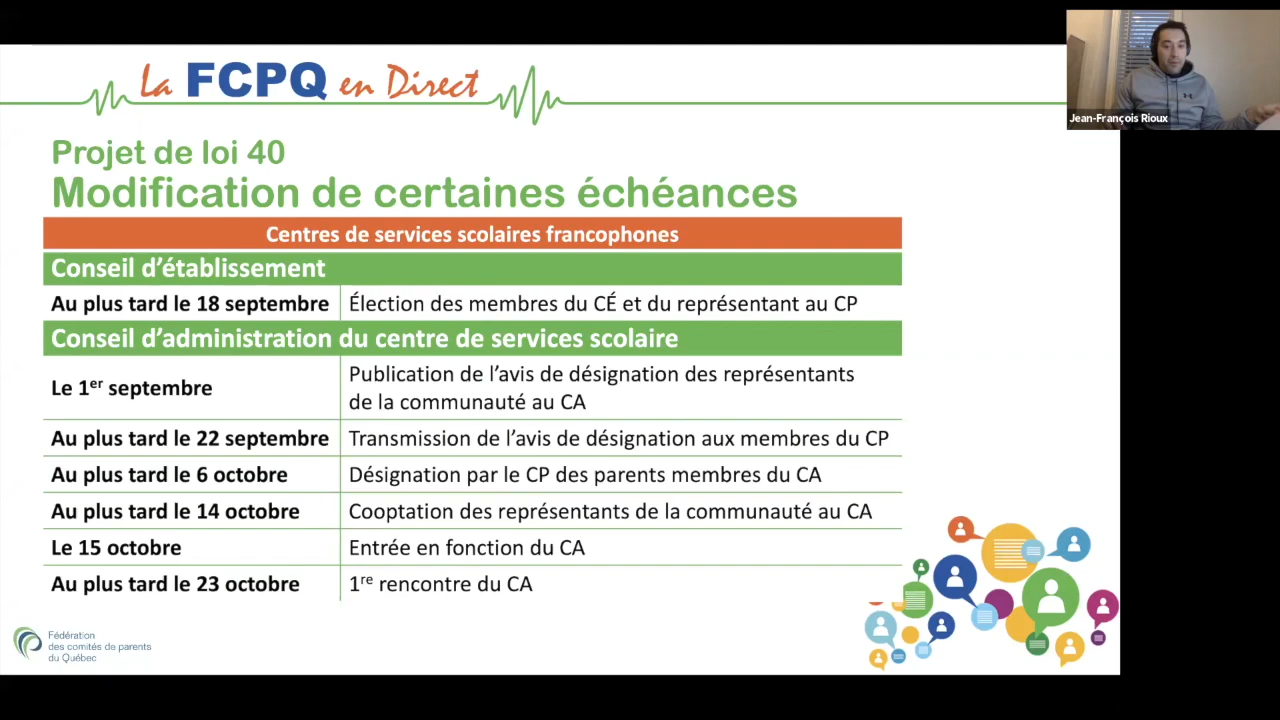 La FCPQ en Direct
Jean-François Rioux
Projet de loi 40
Modification de certaines échéances
Centres de services scolaires francophones
Conseil d’établissement
Au plus tard le 18 septembre Élection des membres du CÉ et du représentant au CP
Conseil d’administration du centre de services scolaire
Le 1er septembre Publication de l’avis de désignation des représentants
de la communauté au CA
Au plus tard le 22 septembre Transmission de l’avis de désignation aux membres du CP
Au plus tard le 6 octobre Désignation par le CP des parents membres du CA
Au plus tard le 14 octobre Cooptation des représentants de la communauté au CA
Le 15 octobre Entrée en fonction du CA
Au plus tard le 23 octobre 1re rencontre du CA
Fédération
des comités de parents
du Québec